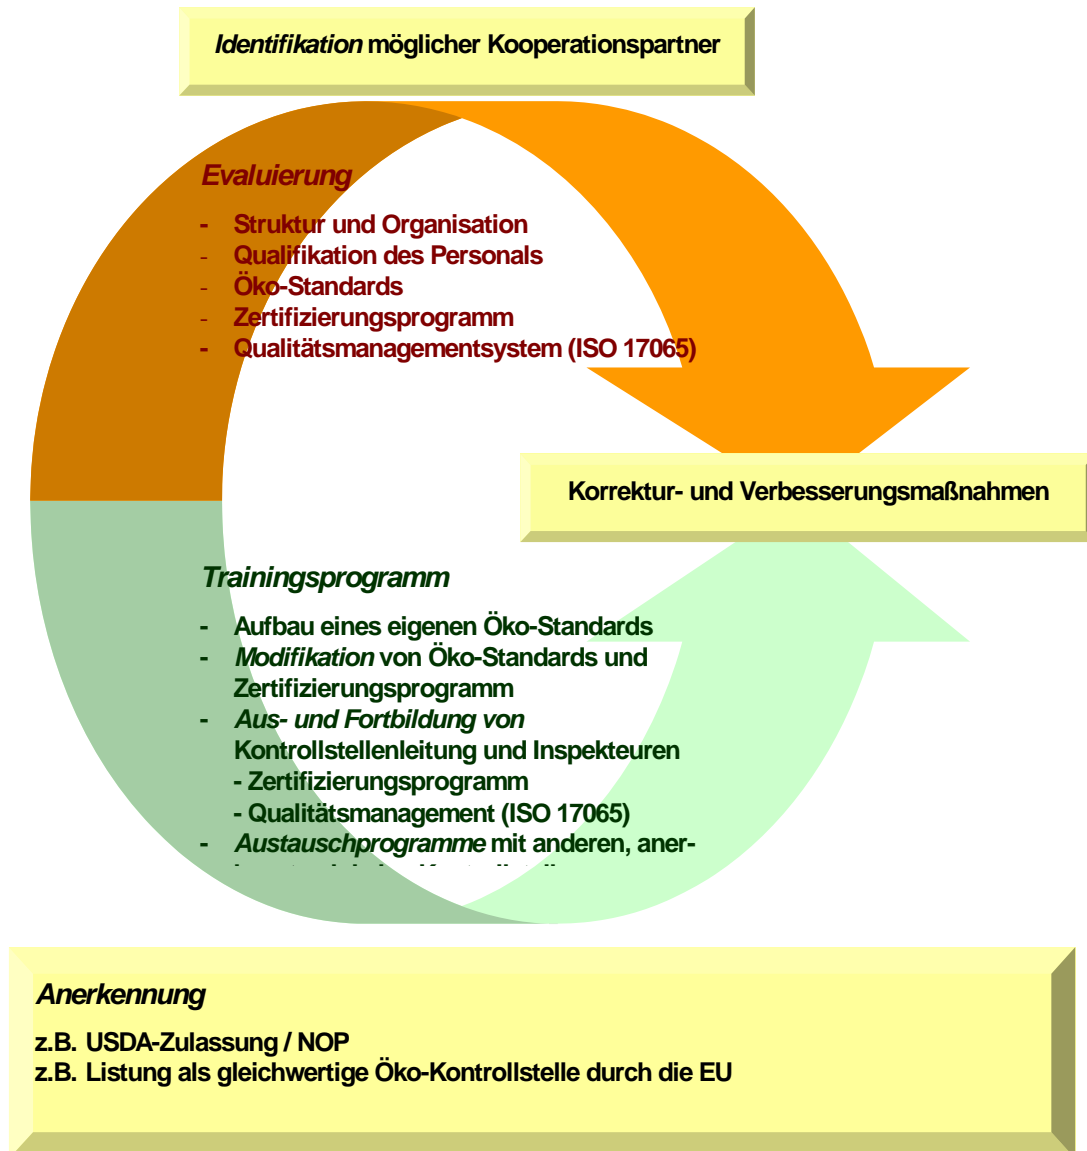 Identifikation möglicher Kooperationspartner
Evaluierung
- Struktur und Organisation
- Qualifikation des Personals
- Öko-Standards
- Zertifizierungsprogramm
- Qualitätsmanagementsystem (ISO 17065)
Korrektur- und Verbesserungsmaßnahmen
Trainingsprogramm
- Aufbau eines eigenen Öko-Standards
- Modifikation von Öko-Standards und
Zertifizierungsprogramm
- Aus- und Fortbildung von
Kontrollstellenleitung und Inspekteuren
- Zertifizierungsprogramm
- Qualitätsmanagement (ISO 17065)
- Austauschprogramme mit anderen, aner-
Anerkennung
z.B. USDA-Zulassung / NOP
z.B. Listung als gleichwertige Öko-Kontrollstelle durch die EU